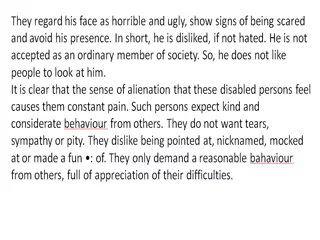 They regard his face as horrible and ugly, show signs of being scared
and avoid his presence. In short, he is disliked, if not hated. He is not
accepted as an ordinary member of society. So, he does not like
people to look at him.
It is clear that the sense of alienation that these disabled persons feel
causes them constant pain. Such persons expect kind and
considerate behaviour from others. They do not want tears,
sympathy or pity. They dislike being pointed at, nicknamed, mocked
at or made a fun •: of. They only demand a reasonable bahaviour
from others, full of appreciation of their difficulties.